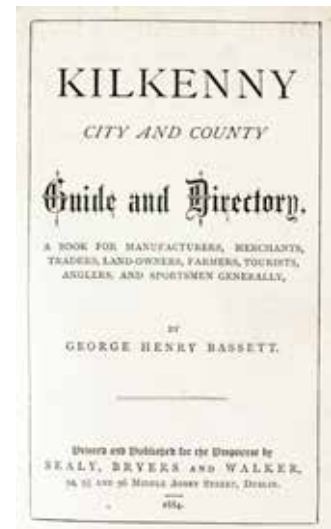 KILKENNY
CITY AND COUNTY
Guide and Directory.
A BOOK FOR MANUFACTURERS, MERCHANTS,
TRADERS, LAND-OWNERS, FARMERS, TOURISTS,
ANGLERS, AND SPORTSMEN GENERALLY,
BY
GEORGE HENRY BASSETT.
Printed and Published for the Proprietor by
SEALY, BRYERS AND WALKER,
AND 96 MIDDLE ABBEY STREET, DUBLIN.
1884.